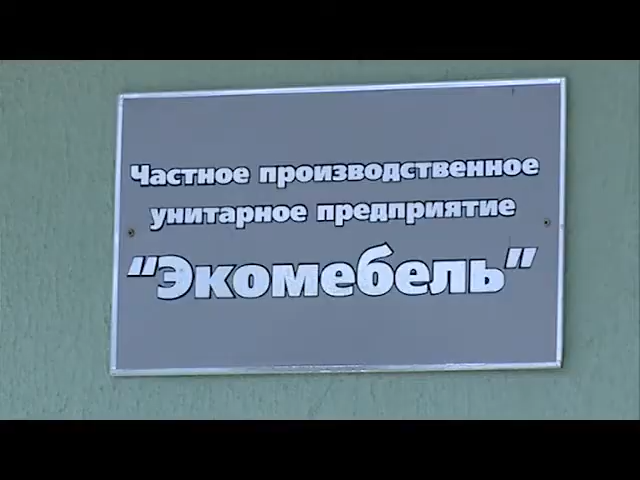 Частное производственное
унитарное предприятие
"Экомебель"